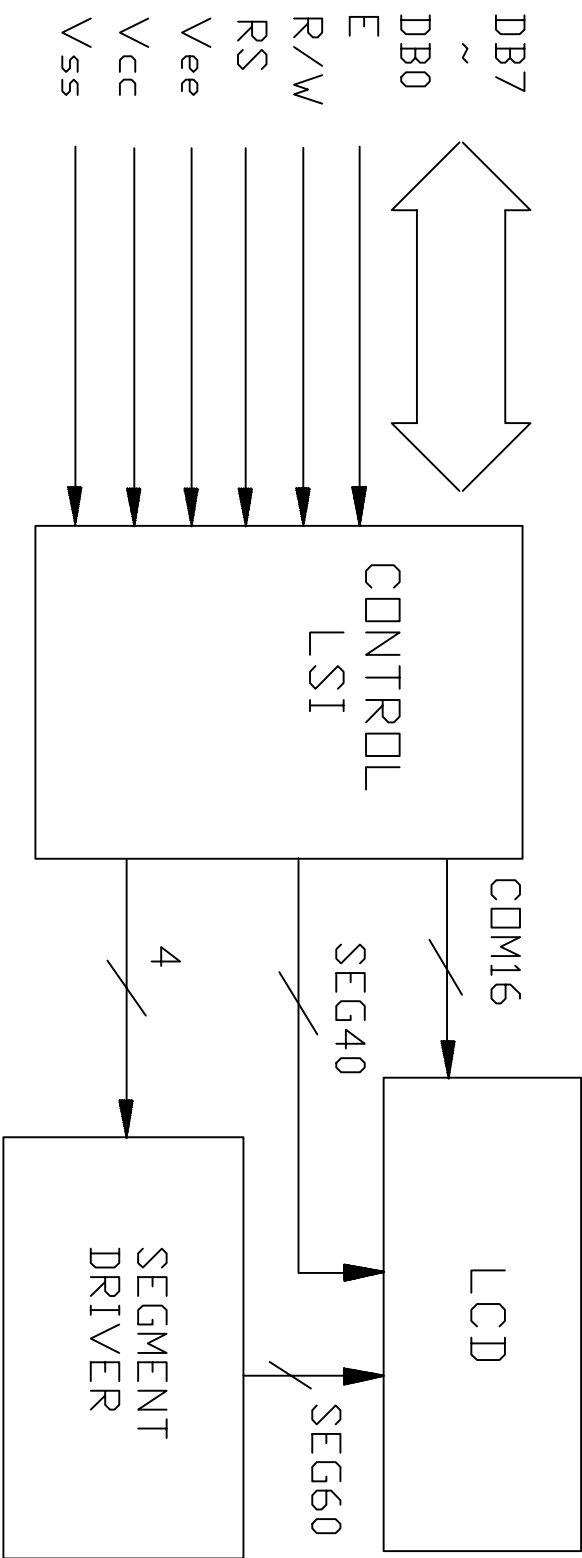 DB7
~
DB0
E
R/W
RS
Vee
Vcc
Vss
CONTROL
LSI
COM16
SEG40
4
LCD
SEG60
SEGMENT
DRIVER